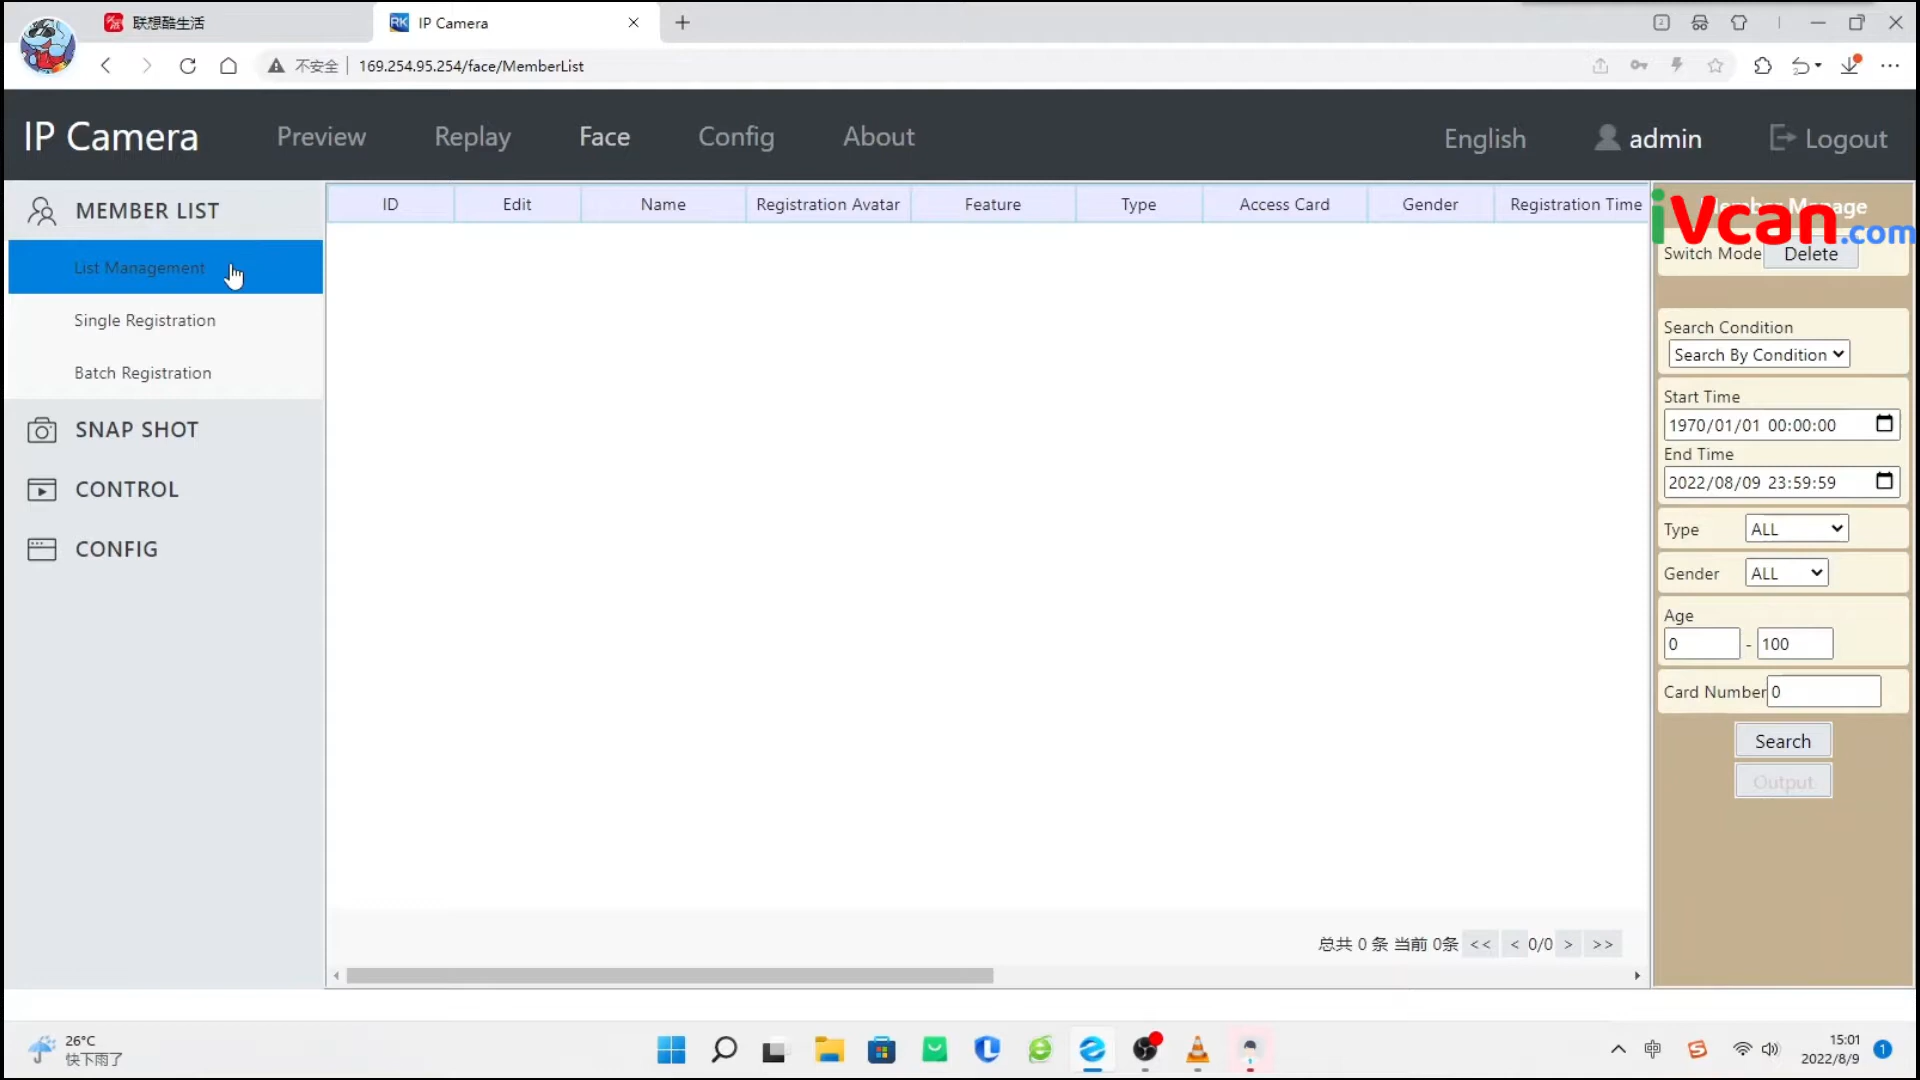 联想酷生活
IP Camera
不安全
169.254.95.254/face/MemberList
IP Camera
Preview
Replay
Face
Config
About
English
admin
Logout
MEMBER LIST
List Management
Single Registration
Batch Registration
SNAP SHOT
CONTROL
CONFIG
ID
Edit
Name
Registration Avatar
Feature
Type
Access Card
Gender
Registration Time
Member Manage
iVcan.com
Switch Mode
Delete
Search Condition
Search By Condition
Start Time
1970/01/01 00:00:00
End Time
2022/08/09 23:59:59
Type
ALL
Gender
ALL
Age
0 - 100
Card Number
0
Search
Output
总共 0 条 当前 0条 << < 0/0 > >>
26°C
快下雨了
中
15:01
2022/8/9
1